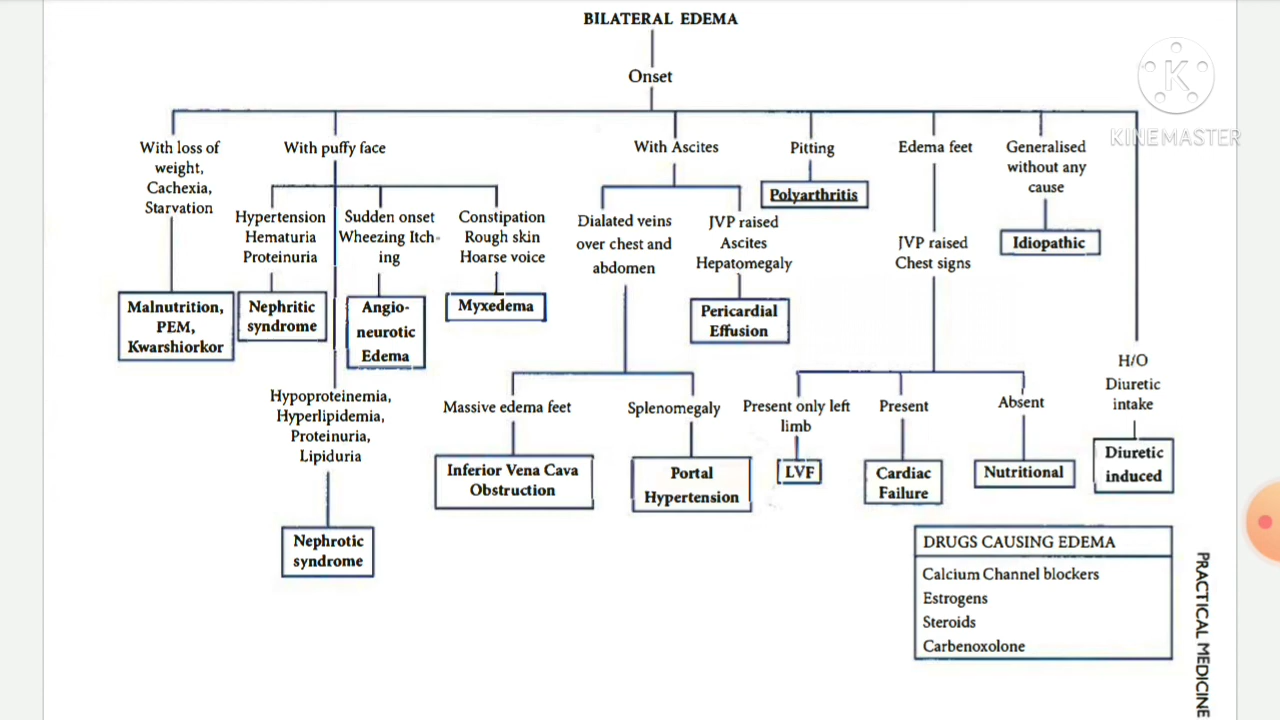 BILATERAL EDEMA
Onset
With loss of
weight,
Cachexia,
Starvation
Malnutrition,
PEM,
Kwarshiorkor
With puffy face
Hypertension
Hematuria
Proteinuria
Nephritic
syndrome
Sudden onset
Wheezing Itch-
ing
Angio-
neurotic
Edema
Constipation
Rough skin
Hoarse voice
Myxedema
Hypoproteinemia,
Hyperlipidemia,
Proteinuria,
Lipiduria
Nephrotic
syndrome
With Ascites
Dialated veins
over chest and
abdomen
Massive edema feet
Inferior Vena Cava
Obstruction
Splenomegaly
Portal
Hypertension
JVP raised
Ascites
Hepatomegaly
Pericardial
Effusion
Pitting
Polyarthritis
Edema feet
JVP raised
Chest signs
Present only left
limb
LVF
Present
Cardiac
Failure
Absent
Nutritional
Generalised
without any
cause
Idiopathic
H/O
Diuretic
intake
Diuretic
induced
DRUGS CAUSING EDEMA
Calcium Channel blockers
Estrogens
Steroids
Carbenoxolone
PRACTICAL MEDICINE
K
KINEMASTER